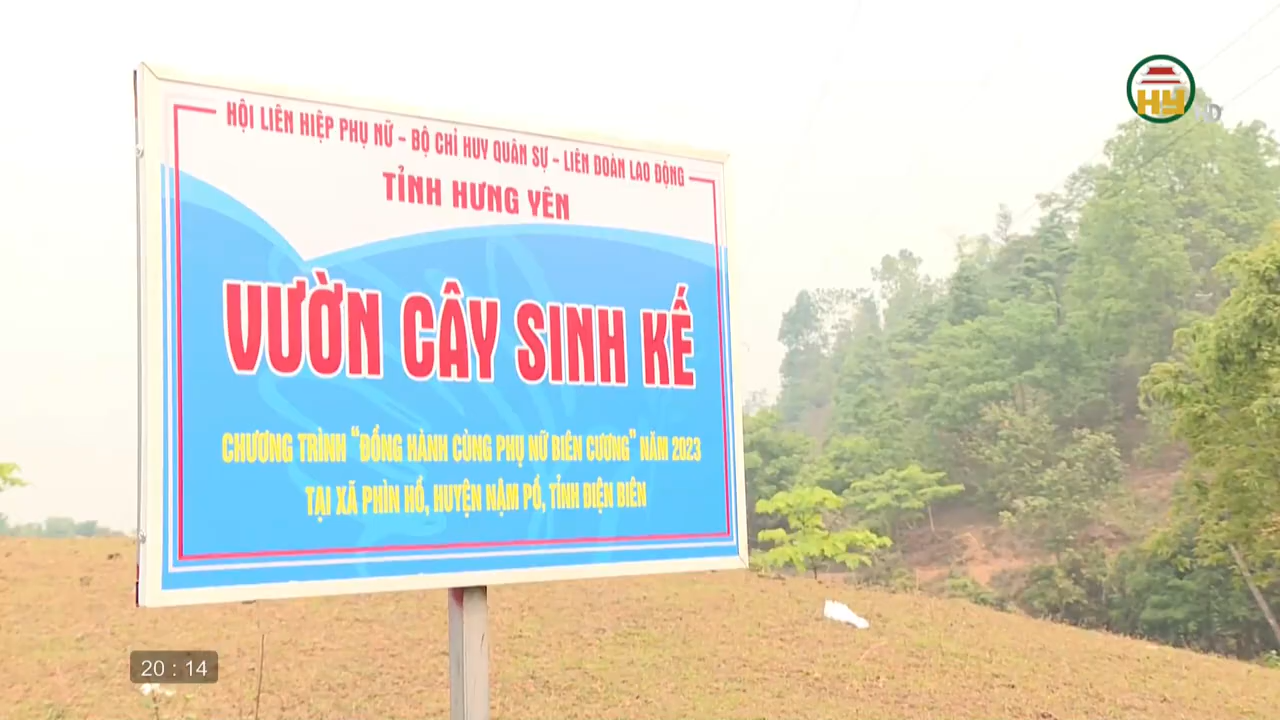 HỘI LIÊN HIỆP PHỤ NỮ - BỘ CHỈ HUY QUÂN SỰ - LIÊN ĐOÀN LAO ĐỘNG
TỈNH HƯNG YÊN
VƯỜN CÂY SINH KẾ
CHƯƠNG TRÌNH “ĐỒNG HÀNH CÙNG PHỤ NỮ BIÊN CƯƠNG” NĂM 2023
TẠI XÃ PHÌN HỒ, HUYỆN NẬM PỒ, TỈNH ĐIỆN BIÊN
HY HD
20 : 14